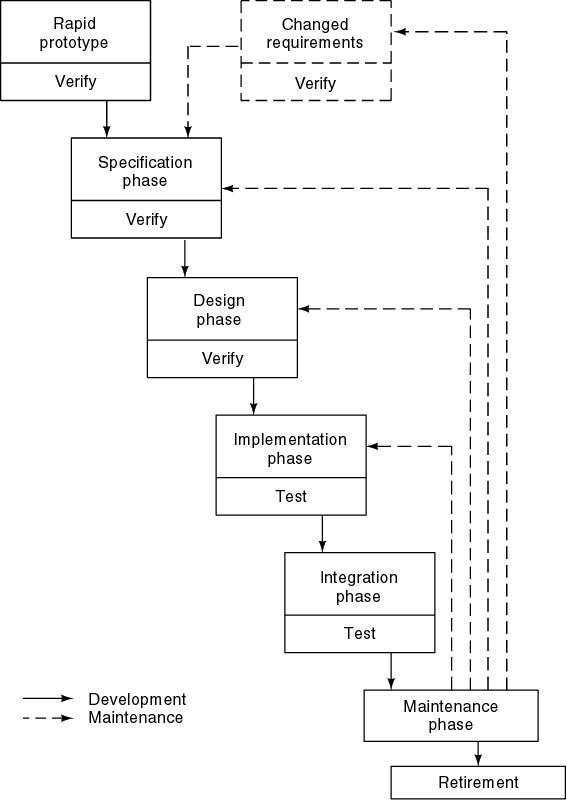 Rapid
prototype
Verify
Changed
requirements
Verify
Specification
phase
Verify
Design
phase
Verify
Implementation
phase
Test
Integration
phase
Test
Development
Maintenance
Maintenance
phase
Retirement